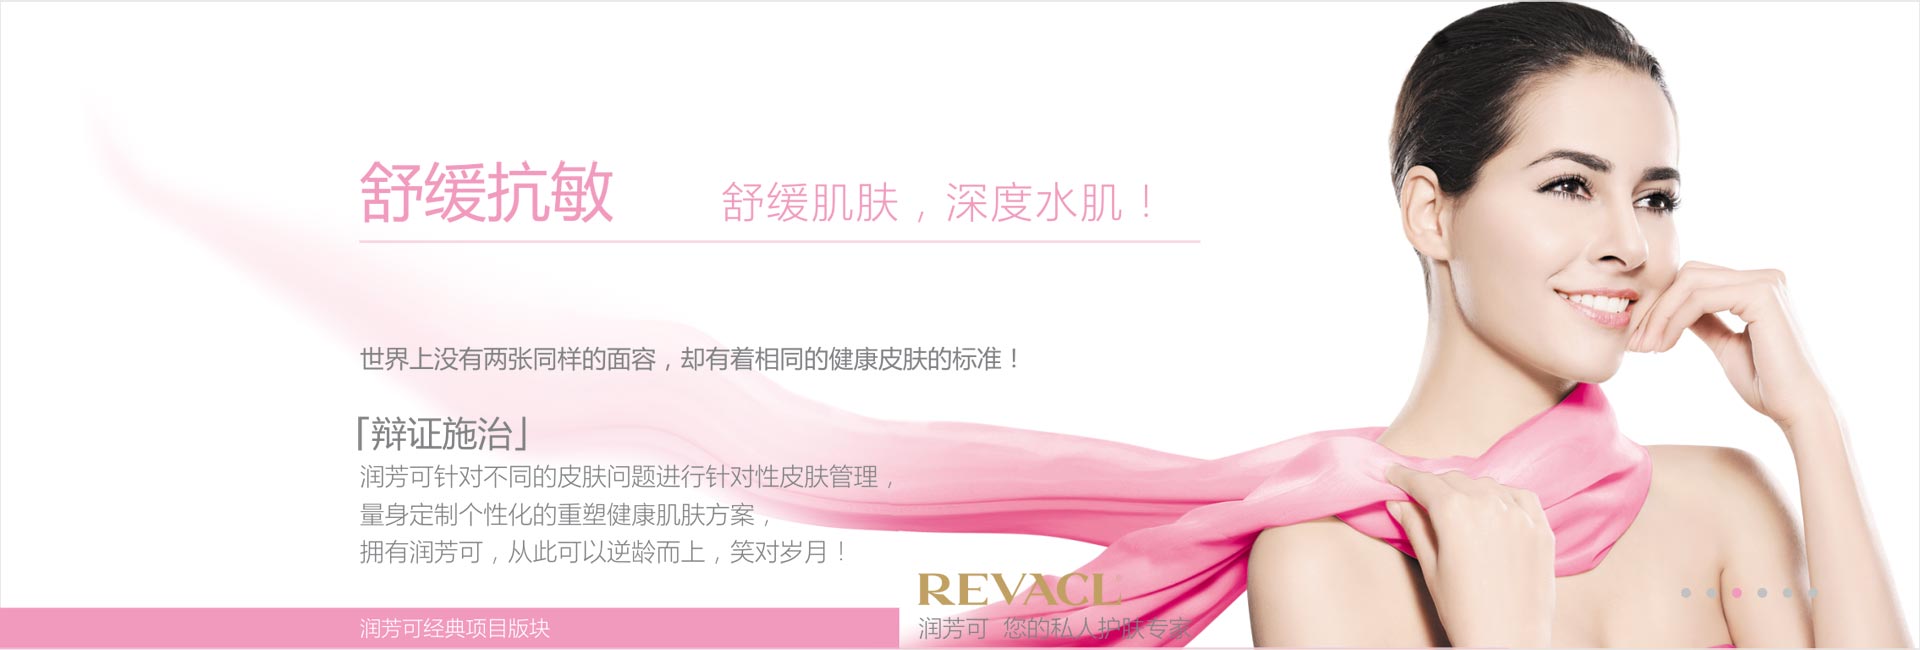 舒缓抗敏
舒缓肌肤，深度水肌！
世界上没有两张同样的面容，却有着相同的健康皮肤的标准！
「辩证施治」
润芳可针对不同的皮肤问题进行针对性皮肤管理，
量身定制个性化的重塑健康肌肤方案，
拥有润芳可，从此可以逆龄而上，笑对岁月！
REVACL
润芳可经典项目版块
润芳可 您的私人护肤专家